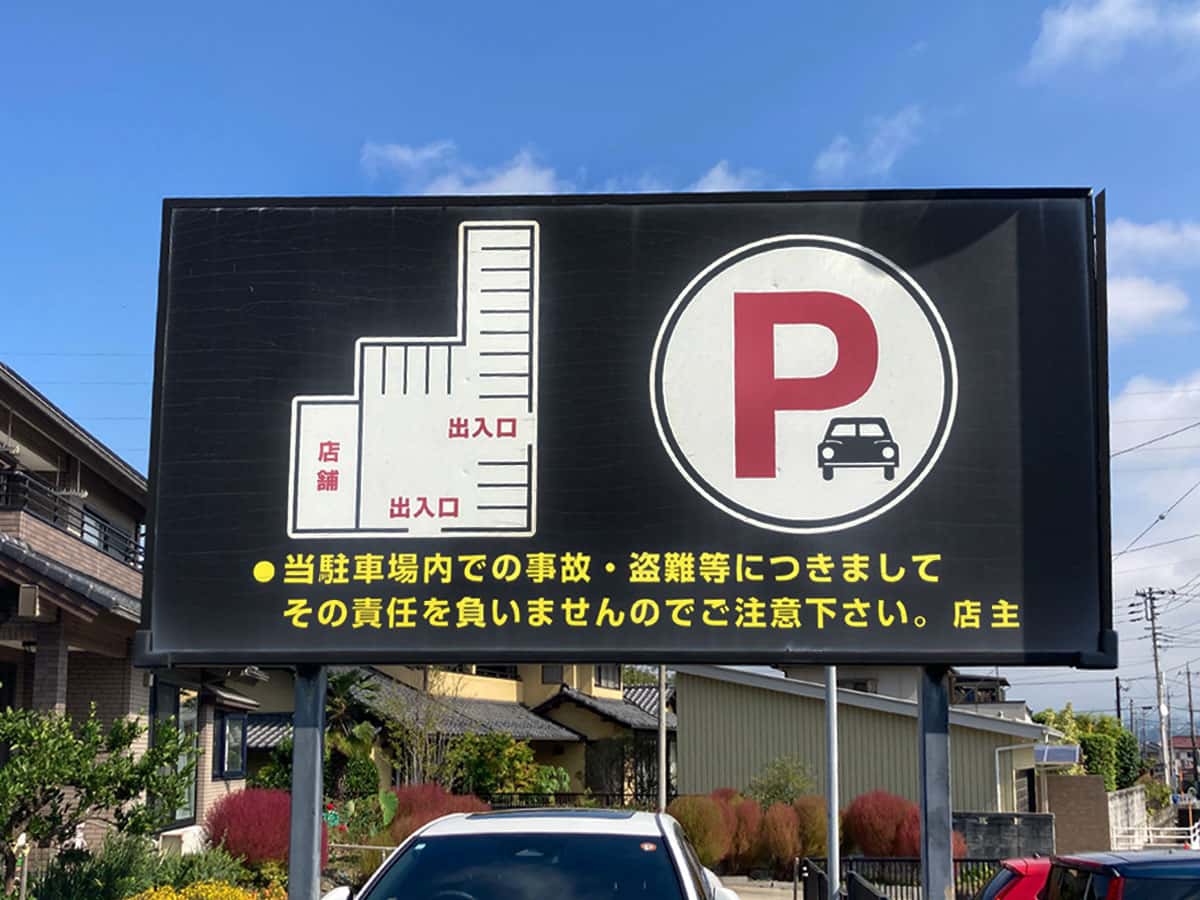 P
出入口
店舗
出入口
●当駐車場内での事故・盗難等につきまして
その責任を負いませんのでご注意下さい。 店主